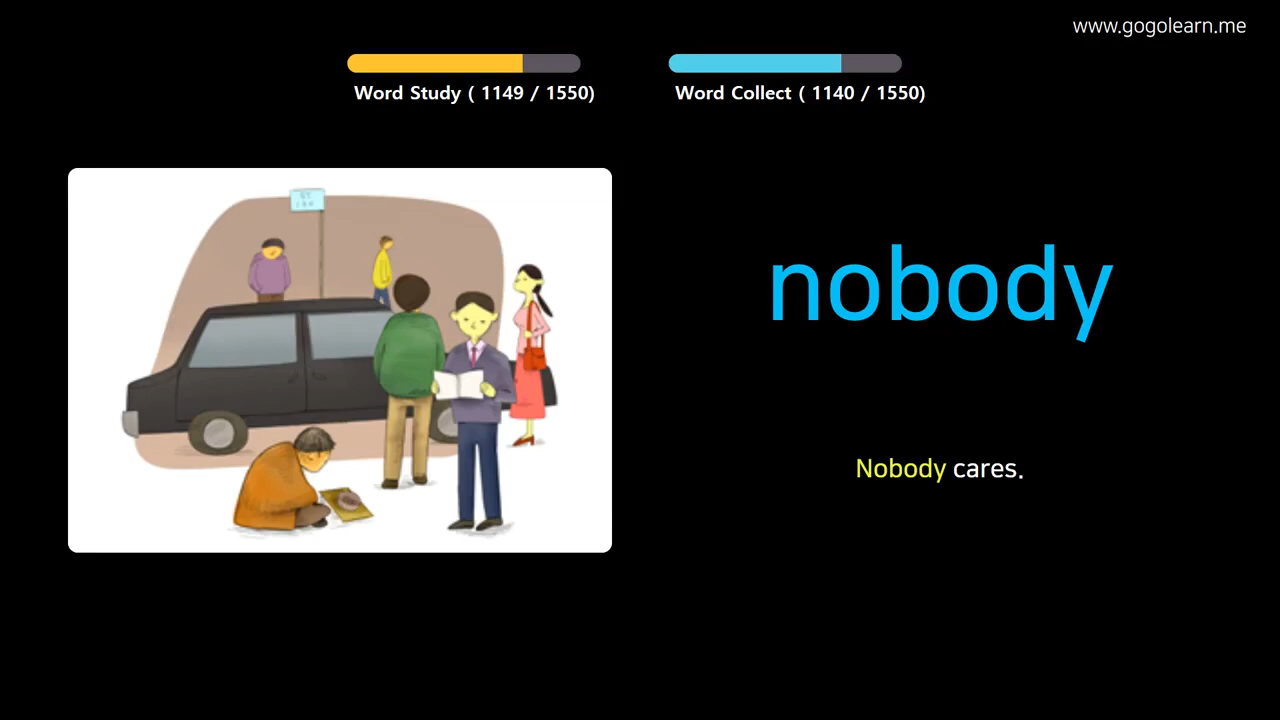 www.gogolearn.me
Word Study ( 1149 / 1550)
Word Collect ( 1140 / 1550)
nobody
Nobody cares.